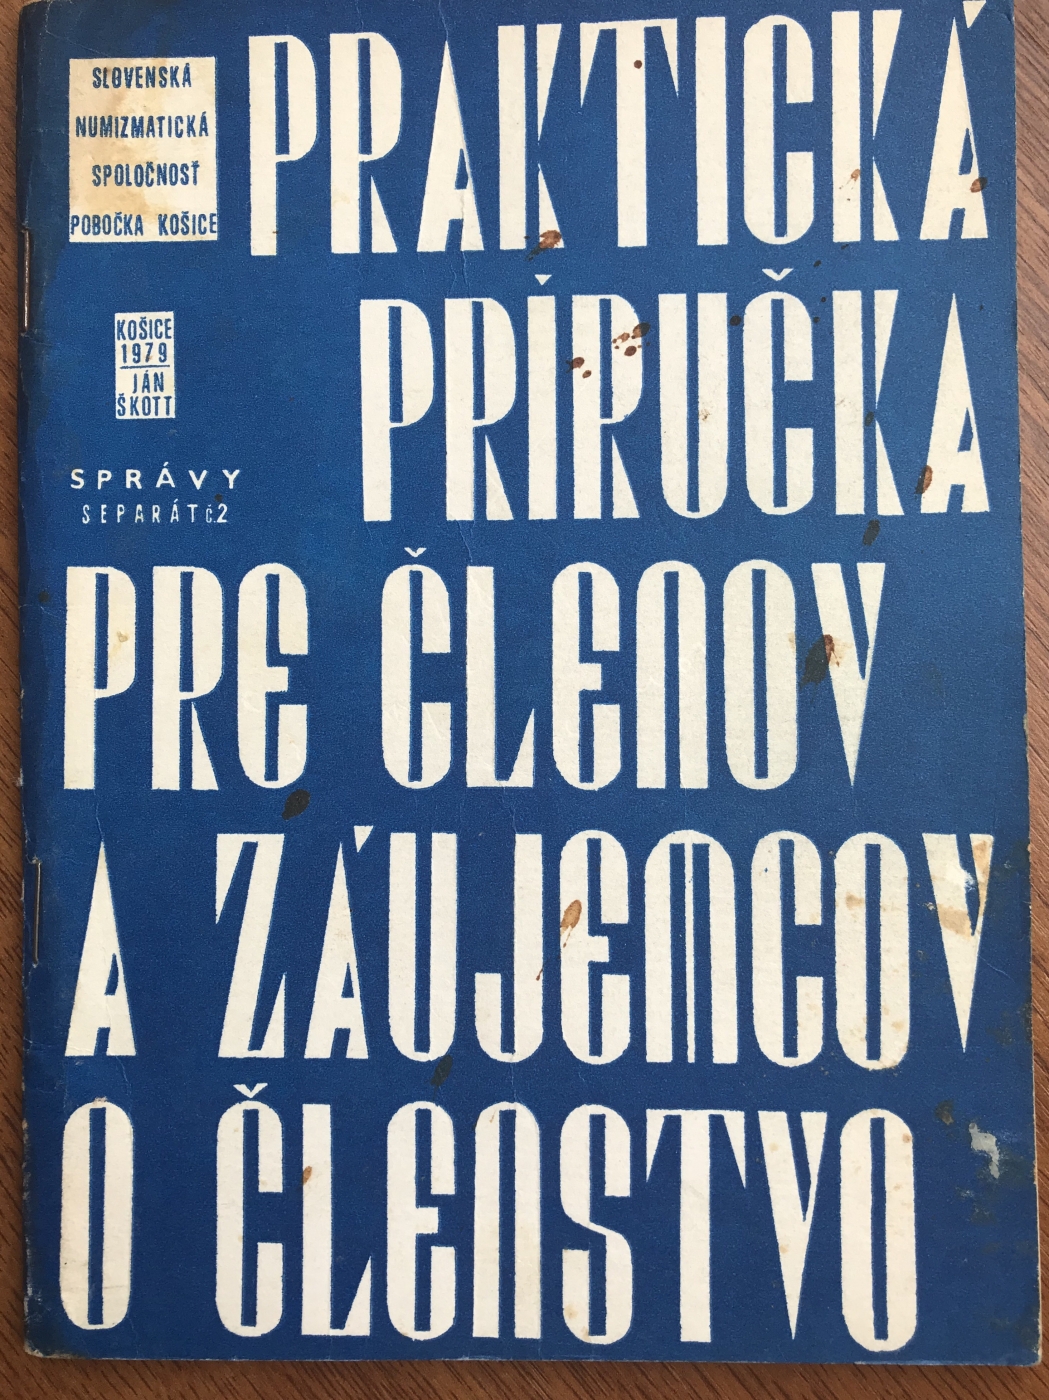 SLOVENSKÁ
NUMIZMATICKÁ
SPOLOČNOSŤ
POBOČKA KOŠICE
KOŠICE
1979
JÁN
ŠKOTT
SPRÁVY
SEPARÁT č.2
PRAKTICKÁ
PRÍRUČKA
PRE ČLENOV
A ZÁUJEMCOV
O ČLENSTVO